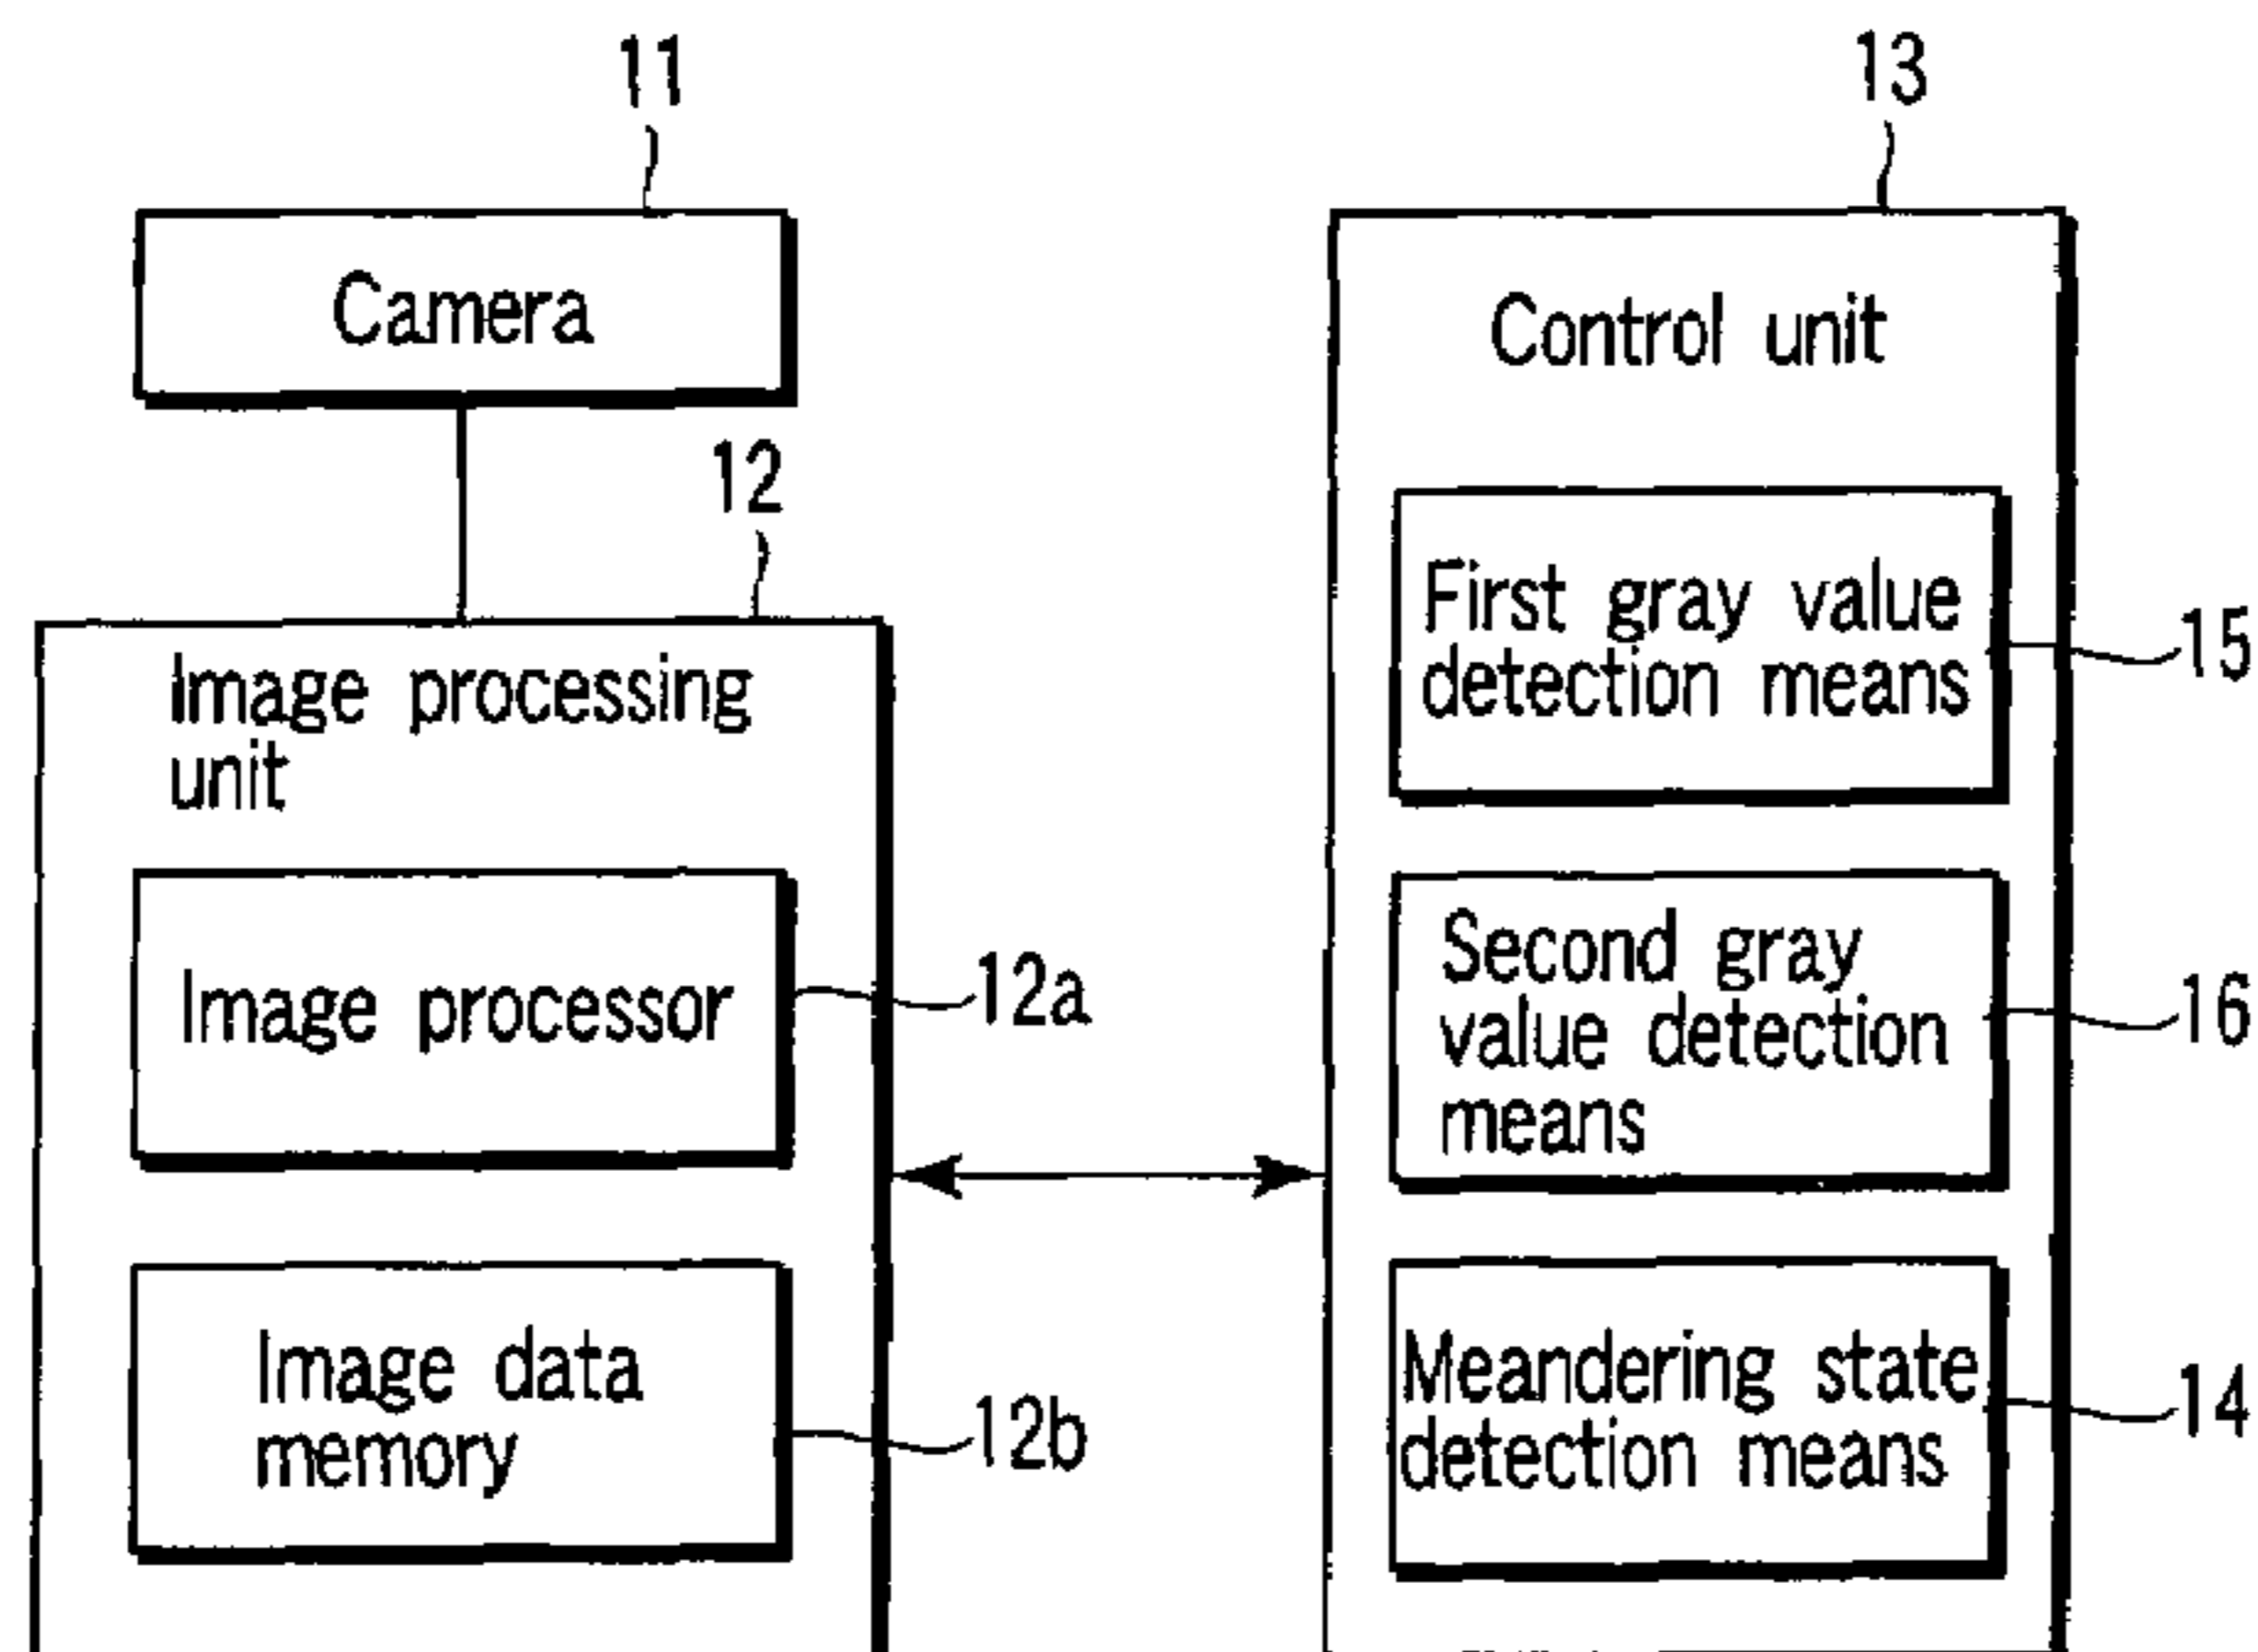 11
Camera
12
Image processing
unit
Image processor
12a
Image data
memory
12b
13
Control unit
First gray value
detection means
15
Second gray
value detection
means
16
Meandering state
detection means
14